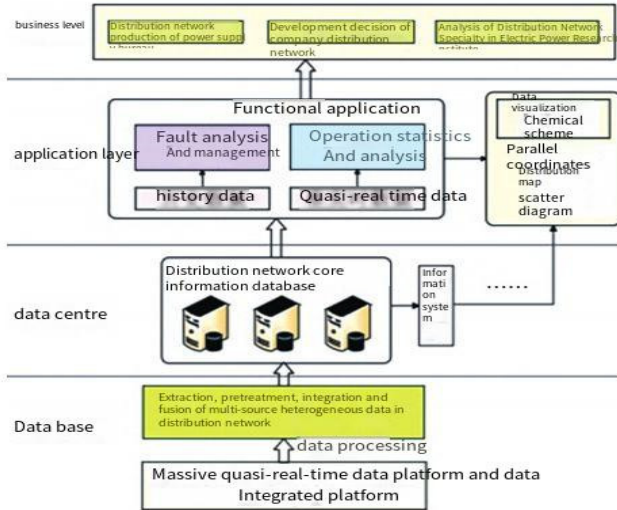 business level
Distribution network
production of power suppl
y bureau
Development decision of
company distribution
network
Analysis of Distribution Network
Specialty in Electric Power Research
nstitute
application layer
Functional application
Fault analysis
And management
history data
Operation statistics
And analysis
Quasi-real time data
Data
visualization
Chemical
scheme
Parallel
coordinates
Distribution
map
scatter
diagram
data centre
Distribution network core
information database
Infor
mati
on
syste
m
......
Data base
Extraction, pretreatment, integration and
fusion of multi-source heterogeneous data in
distribution network
data processing
Massive quasi-real-time data platform and data
Integrated platform